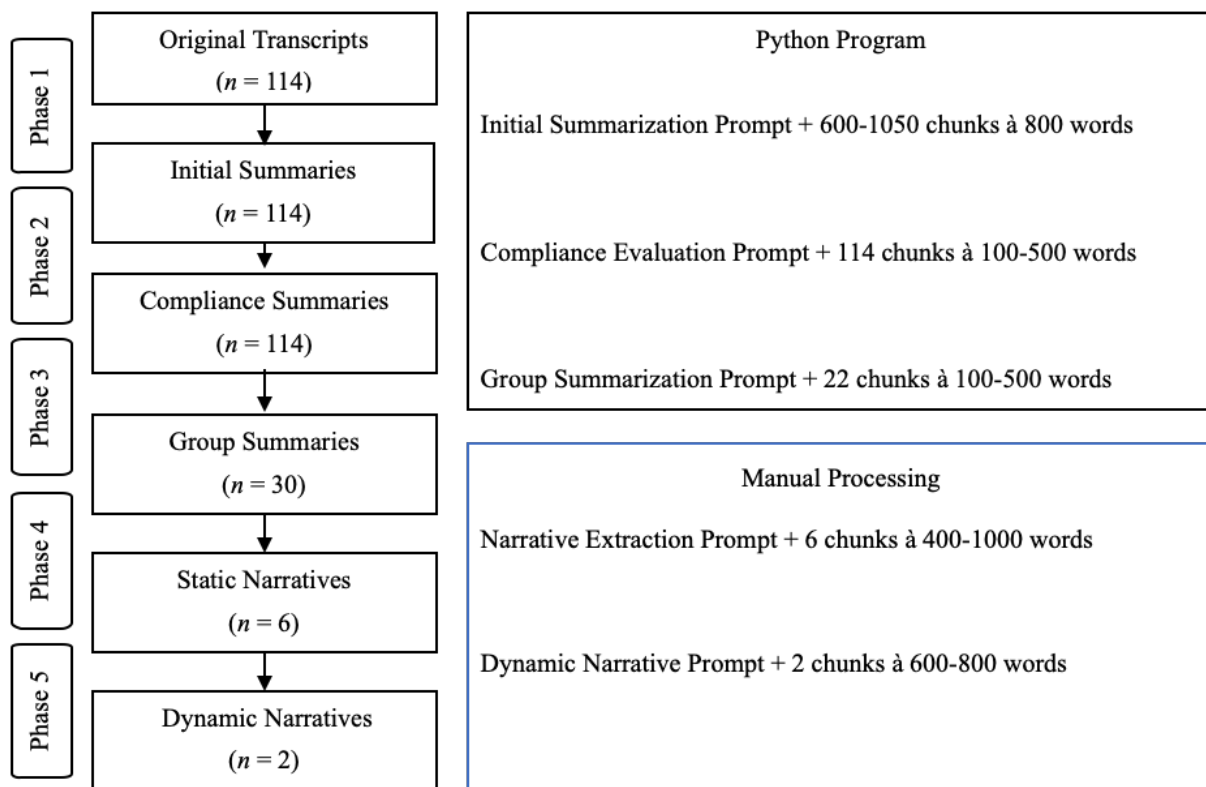 Phase 1
Phase 2
Phase 3
Phase 4
Phase 5
Original Transcripts
(n = 114)
Initial Summaries
(n = 114)
Compliance Summaries
(n = 114)
Group Summaries
(n = 30)
Static Narratives
(n = 6)
Dynamic Narratives
(n = 2)
Python Program
Initial Summarization Prompt + 600-1050 chunks à 800 words
Compliance Evaluation Prompt + 114 chunks à 100-500 words
Group Summarization Prompt + 22 chunks à 100-500 words
Manual Processing
Narrative Extraction Prompt + 6 chunks à 400-1000 words
Dynamic Narrative Prompt + 2 chunks à 600-800 words